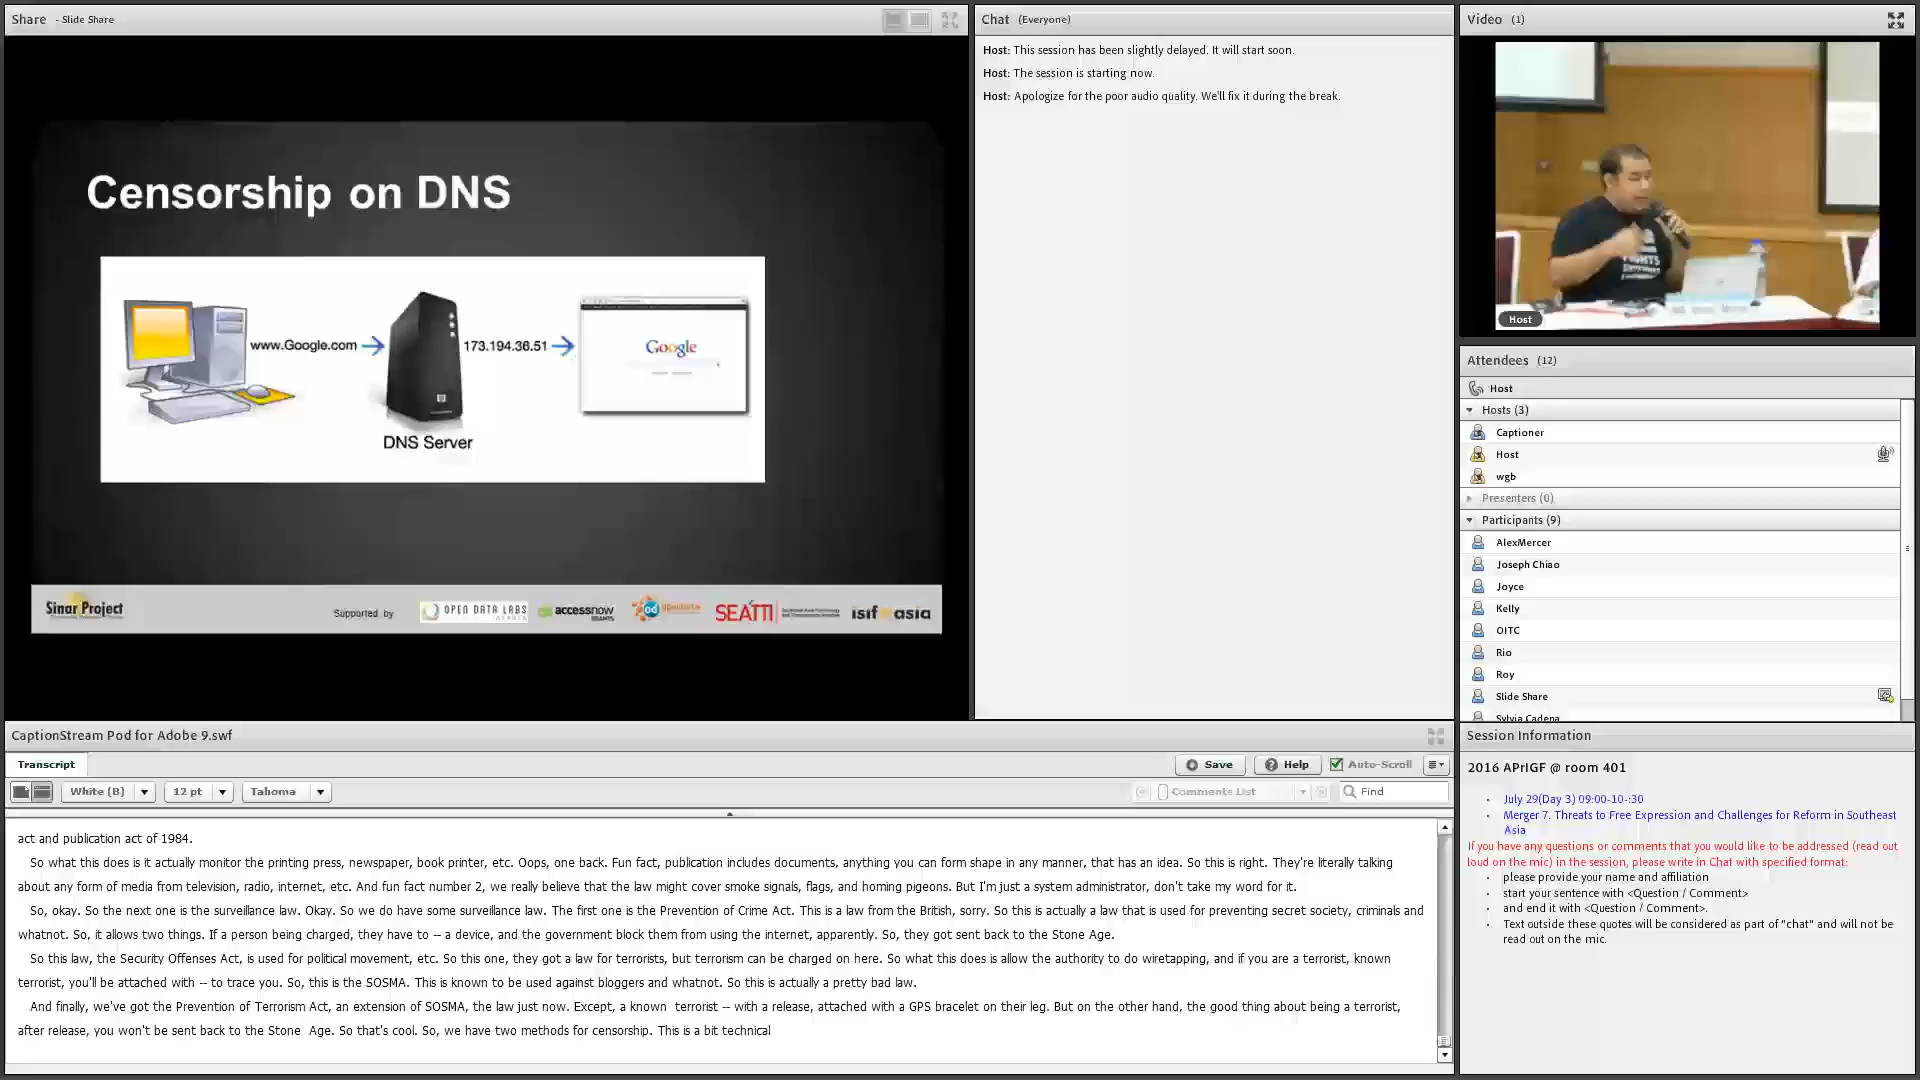 Share - Slide Share
Censorship on DNS
www.Google.com
173.194.36.51
Google
DNS Server
Sinar Project
Supported by
OPEN DATA LABS
accessnow
GRANTS
SEATTI
isif asia
Chat (Everyone)
Host: This session has been slightly delayed. It will start soon.
Host: The session is starting now.
Host: Apologize for the poor audio quality. We'll fix it during the break.
Video (1)
Host
Attendees (12)
Host
Hosts (3)
Captioner
Host
wgb
Presenters (0)
Participants (9)
AlexMercer
Joseph Chiao
Joyce
Kelly
OITC
Rio
Roy
Slide Share
Sylvia Cadena
CaptionStream Pod for Adobe 9.swf
Transcript
Save
Help
Auto-Scroll
White (B)
12 pt
Tahoma
Comments List
Find
act and publication act of 1984.
So what this does is it actually monitor the printing press, newspaper, book printer, etc. Oops, one back. Fun fact, publication includes documents, anything you can form shape in any manner, that has an idea. So this is right. They're literally talking
about any form of media from television, radio, internet, etc. And fun fact number 2, we really believe that the law might cover smoke signals, flags, and homing pigeons. But I'm just a system administrator, don't take my word for it.
So, okay. So the next one is the surveillance law. Okay. So we do have some surveillance law. The first one is the Prevention of Crime Act. This is a law from the British, sorry. So this is actually a law that is used for preventing secret society, criminals and
whatnot. So, it allows two things. If a person being charged, they have to -- a device, and the government block them from using the internet, apparently. So, they got sent back to the Stone Age.
So this law, the Security Offenses Act, is used for political movement, etc. So this one, they got a law for terrorists, but terrorism can be charged on here. So what this does is allow the authority to do wiretapping, and if you are a terrorist, known
terrorist, you'll be attached with -- to trace you. So, this is the SOSMA. This is known to be used against bloggers and whatnot. So this is actually a pretty bad law.
And finally, we've got the Prevention of Terrorism Act, an extension of SOSMA, the law just now. Except, a known terrorist -- with a release, attached with a GPS bracelet on their leg. But on the other hand, the good thing about being a terrorist,
after release, you won't be sent back to the Stone Age. So that's cool. So, we have two methods for censorship. This is a bit technical
Session Information
2016 APrIGF @ room 401
July 29(Day 3) 09:00-10-:30
Merger 7. Threats to Free Expression and Challenges for Reform in Southeast
Asia
If you have any questions or comments that you would like to be addressed (read out
loud on the mic) in the session, please write in Chat with specified format:
please provide your name and affiliation
start your sentence with <Question / Comment>
and end it with <Question / Comment>.
Text outside these quotes will be considered as part of "chat" and will not be
read out on the mic.